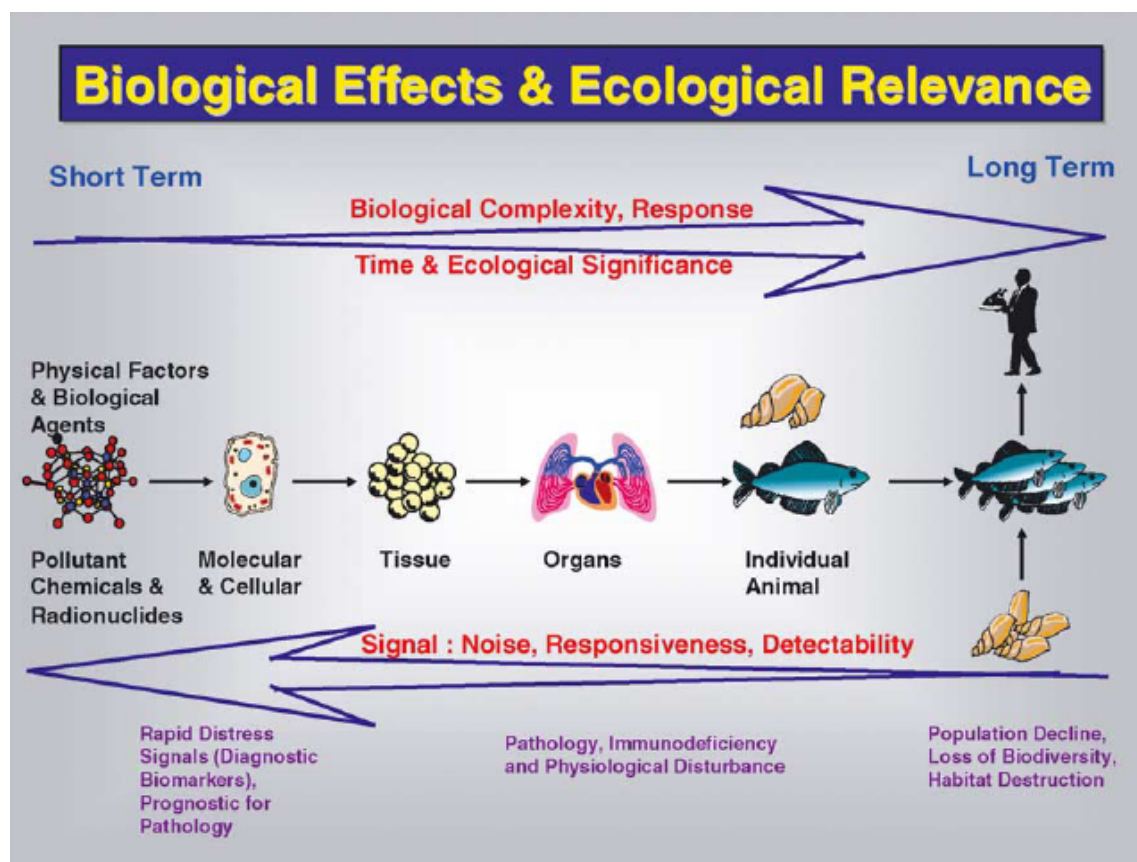 Biological Effects & Ecological Relevance
Short Term
Long Term
Biological Complexity, Response
Time & Ecological Significance
Physical Factors
& Biological
Agents
Pollutant
Chemicals &
Radionuclides
Molecular
& Cellular
Tissue
Organs
Individual
Animal
Signal : Noise, Responsiveness, Detectability
Rapid Distress
Signals (Diagnostic
Biomarkers),
Prognostic for
Pathology
Pathology, Immunodeficiency
and Physiological Disturbance
Population Decline,
Loss of Biodiversity,
Habitat Destruction